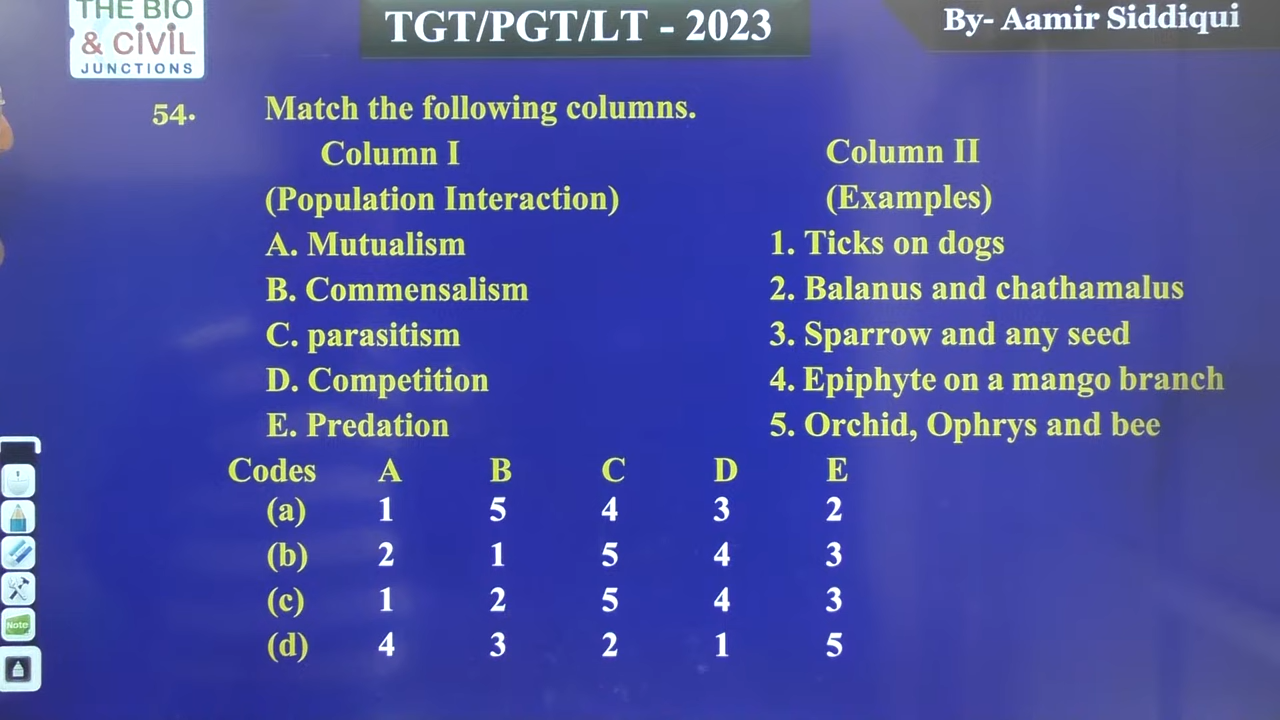 THE BIO
& CIVIL
JUNCTIONS
TGT/PGT/LT - 2023
By- Aamir Siddiqui
54. Match the following columns.
Column I Column II
(Population Interaction) (Examples)
A. Mutualism 1. Ticks on dogs
B. Commensalism 2. Balanus and chathamalus
C. parasitism 3. Sparrow and any seed
D. Competition 4. Epiphyte on a mango branch
E. Predation 5. Orchid, Ophrys and bee
Codes A B C D E
(a) 1 5 4 3 2
(b) 2 1 5 4 3
(c) 1 2 5 4 3
(d) 4 3 2 1 5
Note